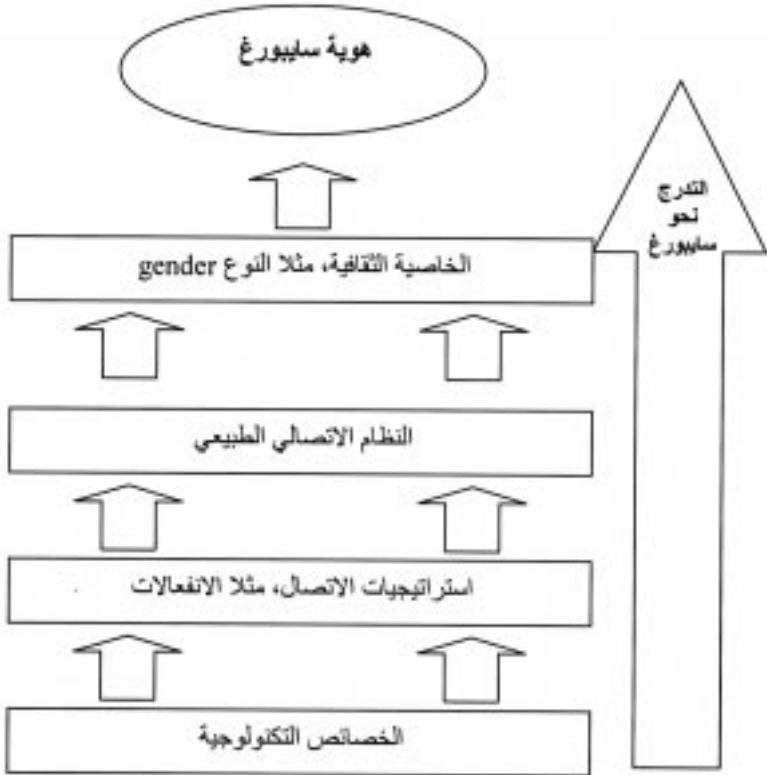 هوية سايبورغ
التدرج
نحو
سايبورغ
الخاصية الثقافية، مثلا النوع gender
النظام الاتصالي الطبيعي
استراتيجيات الاتصال، مثلا الانفعالات
الخصائص التكنولوجية